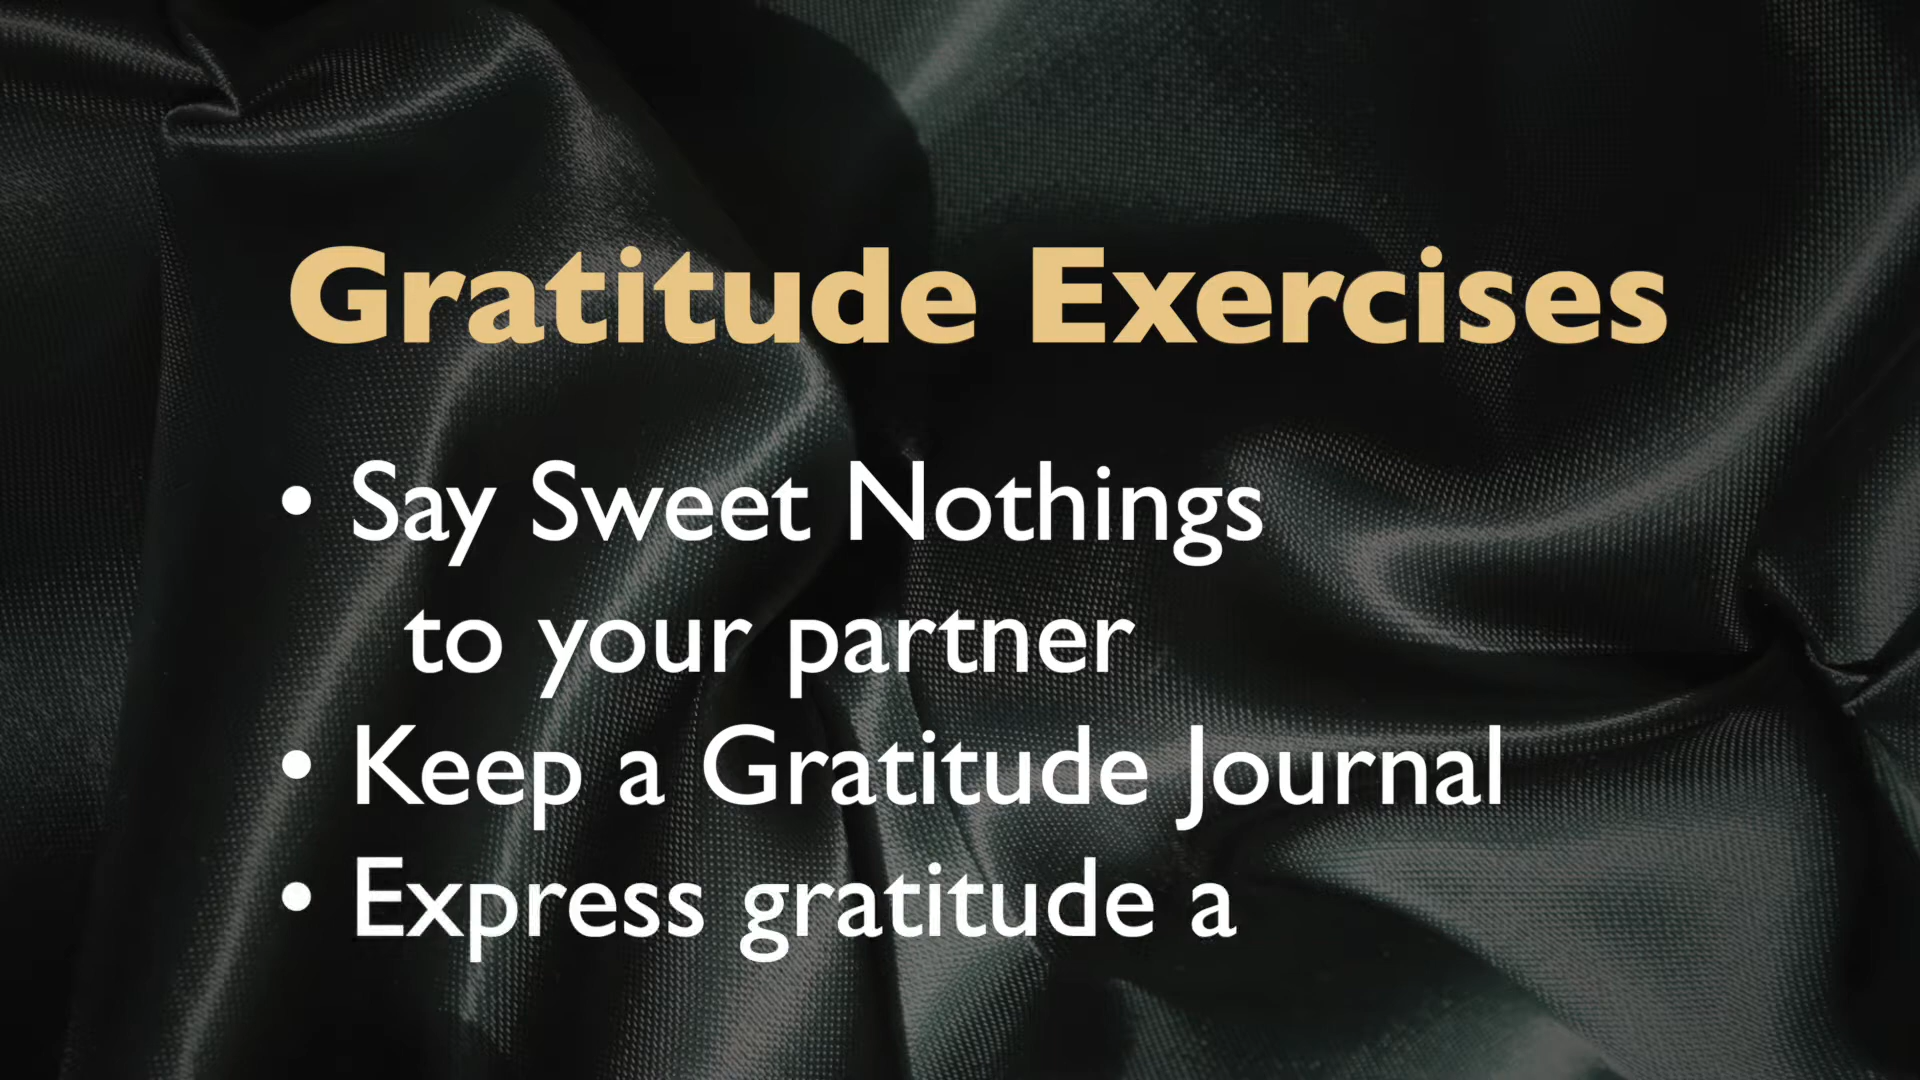 Gratitude Exercises
• Say Sweet Nothings
to your partner
• Keep a Gratitude Journal
• Express gratitude a